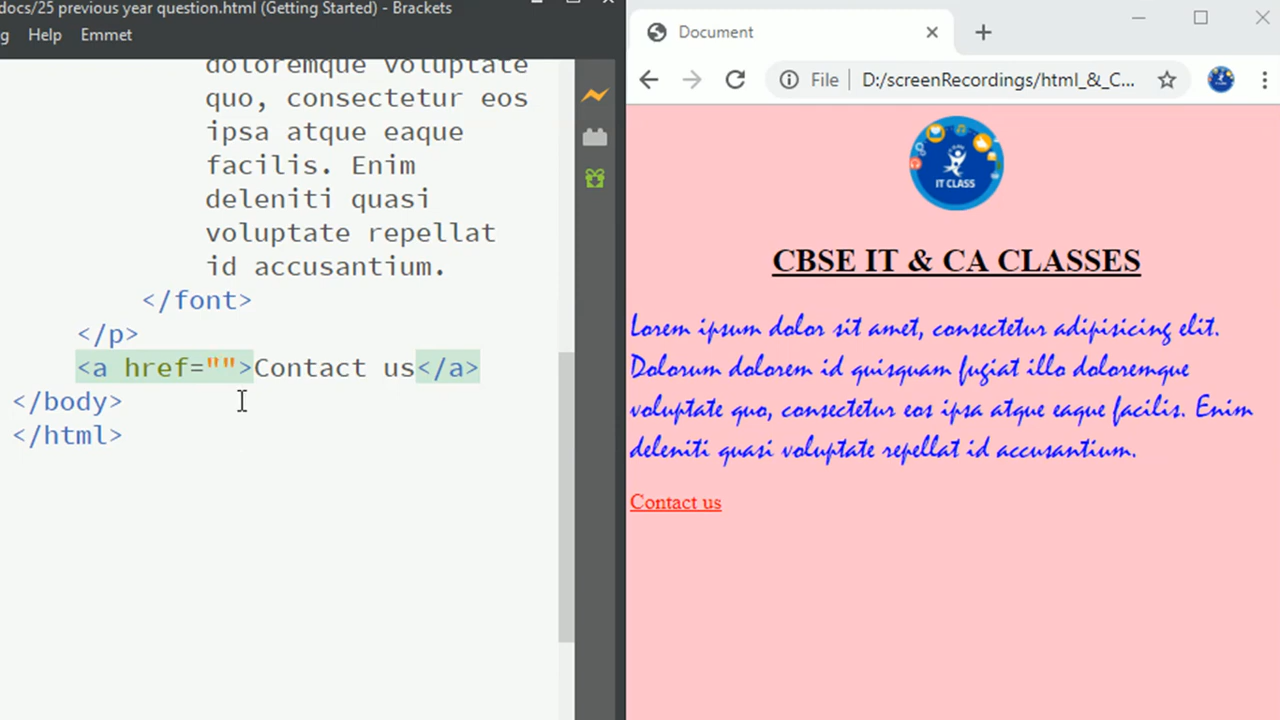 docs/25 previous year question.html (Getting Started) - Brackets
g Help Emmet
doloremque voluptate
quo, consectetur eos
ipsa atque eaque
facilis. Enim
deleniti quasi
voluptate repellat
id accusantium.
</font>
</p>
<a href="">Contact us</a>
</body>
</html>
Document
File D:/screenRecordings/html_&_C...
IT CLASS
CBSE IT & CA CLASSES
Lorem ipsum dolor sit amet, consectetur adipisicing elit.
Dolorum dolorem id quisquam fugiat illo doloremque
voluptate quo, consectetur eos ipsa atque eaque facilis. Enim
deleniti quasi voluptate repellat id accusantium.
Contact us